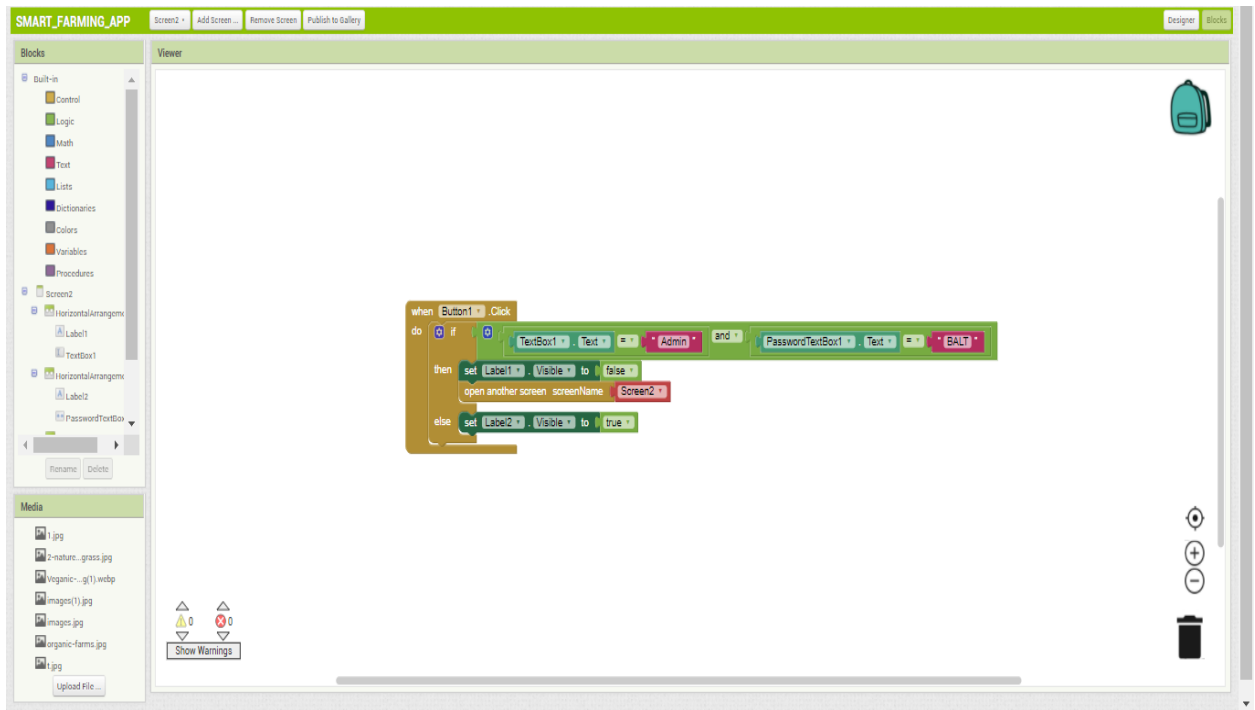 SMART_FARMING_APP Screen2 Add Screen ... Remove Screen Publish to Gallery Designer Blocks
Blocks
Built-in
Control
Logic
Math
Text
Lists
Dictionaries
Colors
Variables
Procedures
Screen2
HorizontalArrangeme
Label1
TextBox1
HorizontalArrangeme
Label2
PasswordTextBox
Rename Delete
Media
1.jpg
2-nature...grass.jpg
Veganic-...g(1).webp
images(1).jpg
images.jpg
organic-farms.jpg
t.jpg
Upload File ...
Viewer
when Button1 .Click
do if TextBox1 . Text = " Admin " and PasswordTextBox1 . Text = " BALT "
then set Label1 . Visible to false
open another screen screenName Screen2
else set Label2 . Visible to true
0 0
Show Warnings